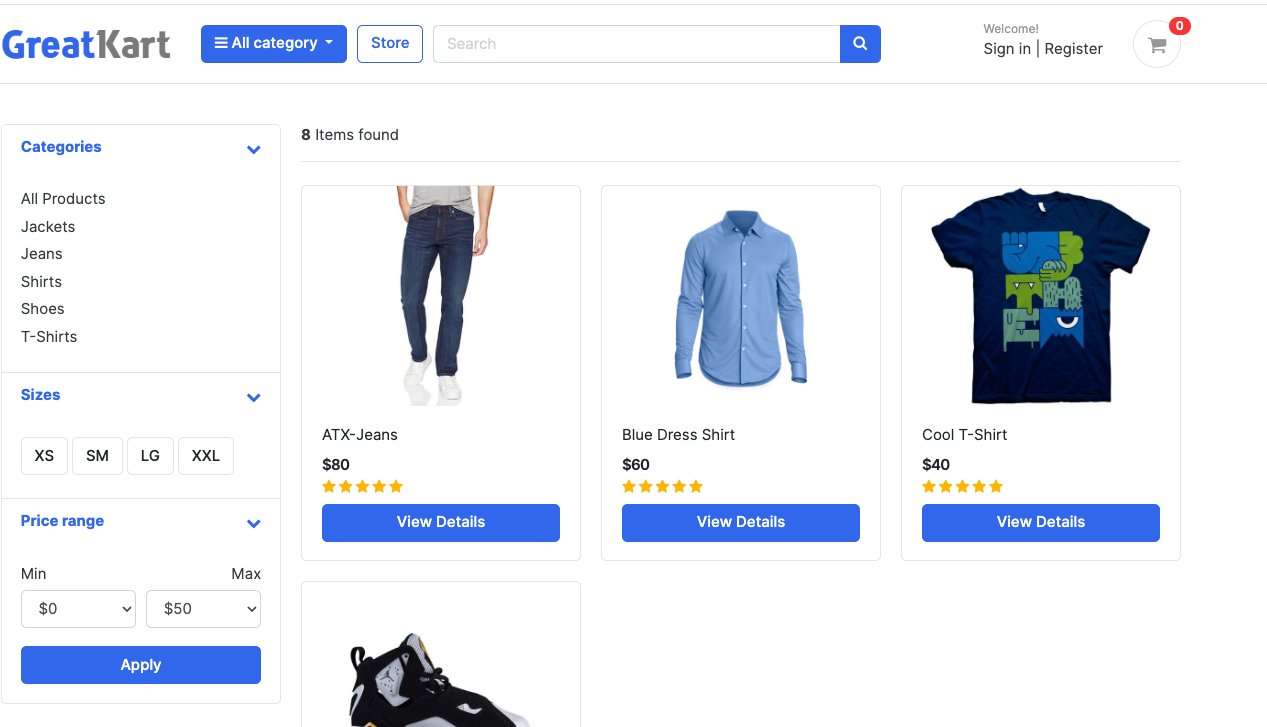 GreatKart
All category
Store
Search
Welcome!
Sign in | Register
0
Categories
All Products
Jackets
Jeans
Shirts
Shoes
T-Shirts
Sizes
XS SM LG XXL
Price range
Min Max
$0 $50
Apply
8 Items found
ATX-Jeans
$80
View Details
Blue Dress Shirt
$60
View Details
Cool T-Shirt
$40
View Details